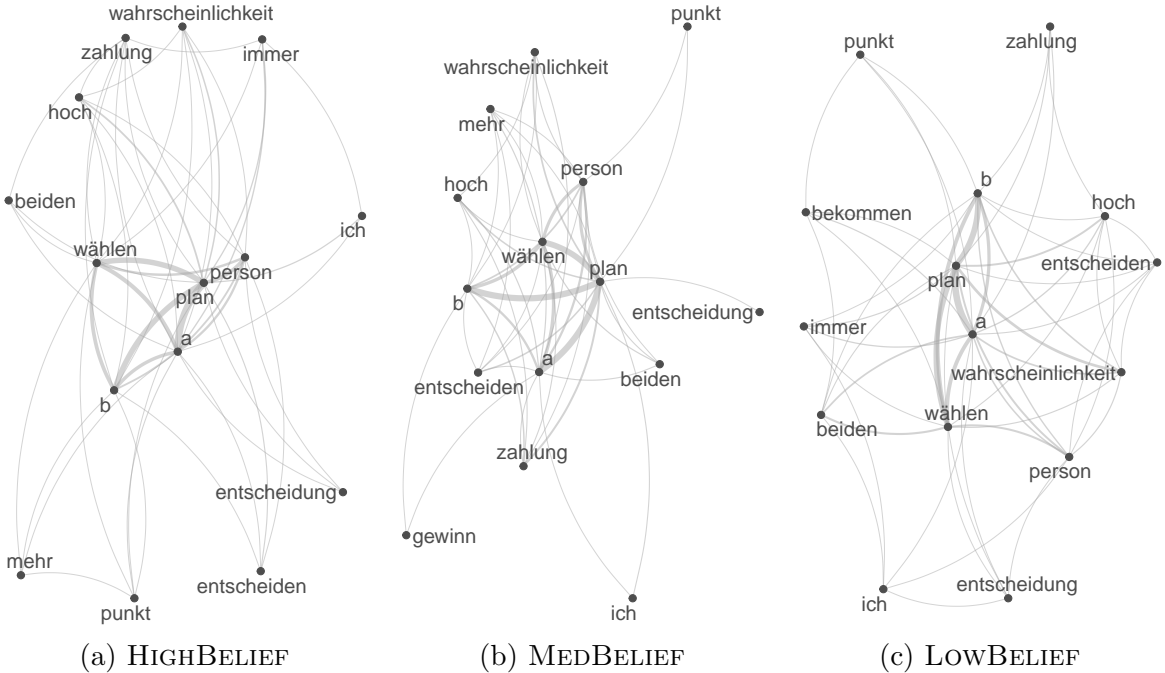 wahrscheinlichkeit
zahlung
immer
hoch
beiden
ich
wählen
person
plan
a
b
entscheidung
mehr
entscheiden
punkt
(a) HIGHBELIEF
punkt
wahrscheinlichkeit
mehr
person
hoch
wählen
plan
b
entscheidung
a
entscheiden
beiden
zahlung
gewinn
ich
(b) MEDBELIEF
punkt
zahlung
b
hoch
bekommen
entscheiden
plan
a
immer
wahrscheinlichkeit
wählen
beiden
person
entscheidung
ich
(c) LOWBELIEF